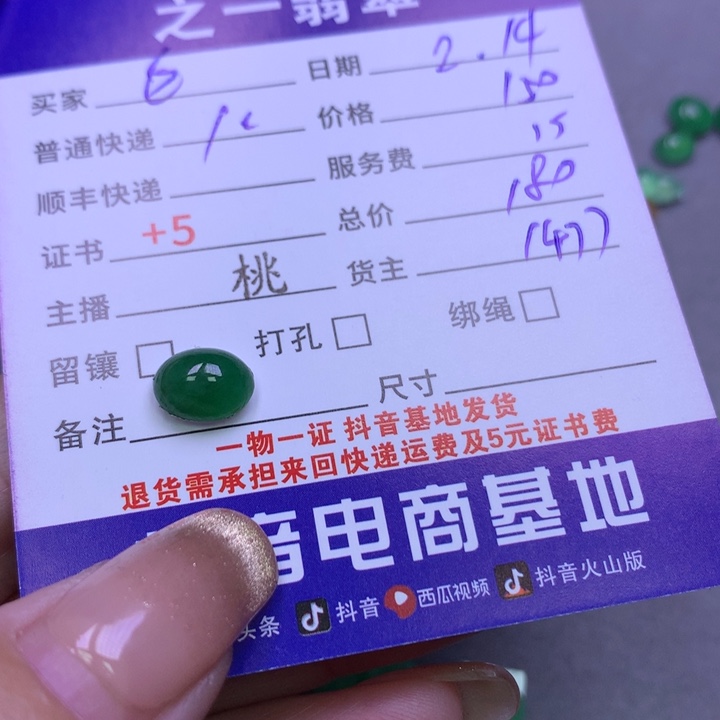 之一翡翠
买家 6 日期 2.14
普通快递 价格 150
顺丰快递 服务费 15
证书 +5 总价 180
主播 桃 货主 1477
留镶 打孔 绑绳
备注 尺寸
一物一证 抖音基地发货
退货需承担来回快递运费及5元证书费
音电商基地
头条 抖音 西瓜视频 抖音火山版